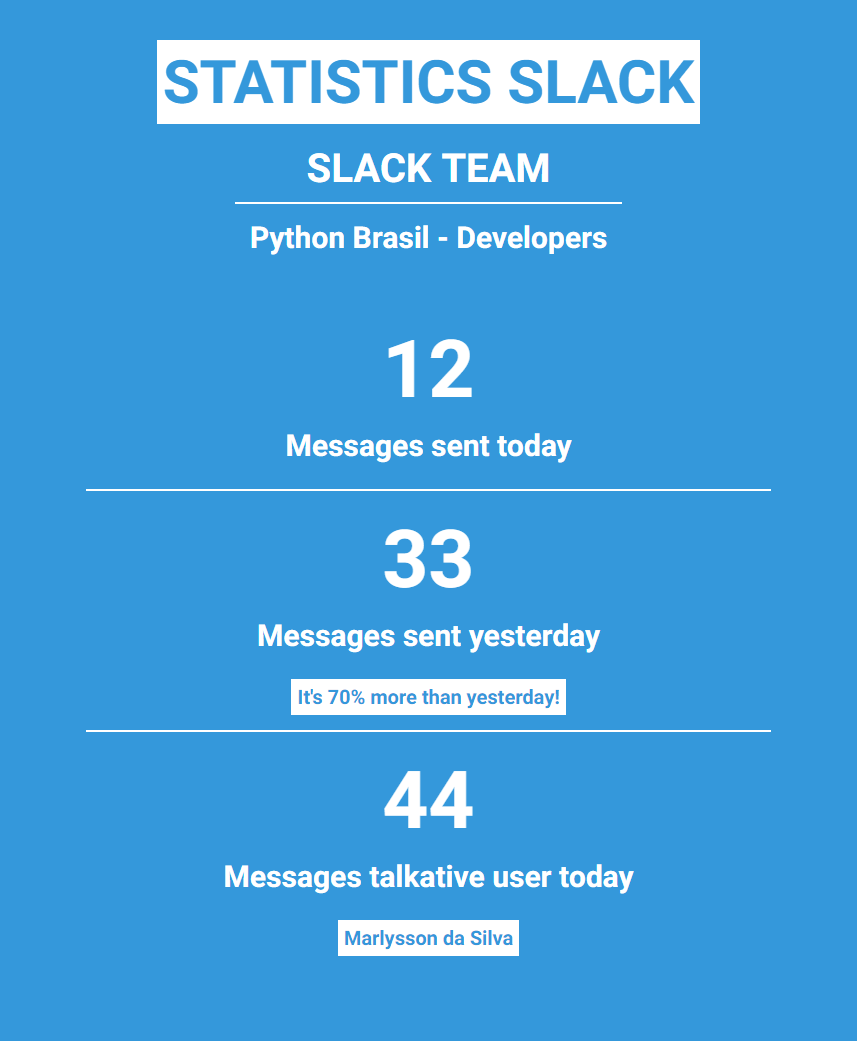 STATISTICS SLACK
SLACK TEAM
Python Brasil - Developers
12
Messages sent today
33
Messages sent yesterday
It's 70% more than yesterday!
44
Messages talkative user today
Marlysson da Silva